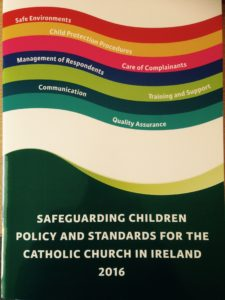 Safe Environments
Child Protection Procedures
Management of Respondents
Care of Complainants
Communication
Training and Support
Quality Assurance
SAFEGUARDING CHILDREN
POLICY AND STANDARDS FOR THE
CATHOLIC CHURCH IN IRELAND
2016